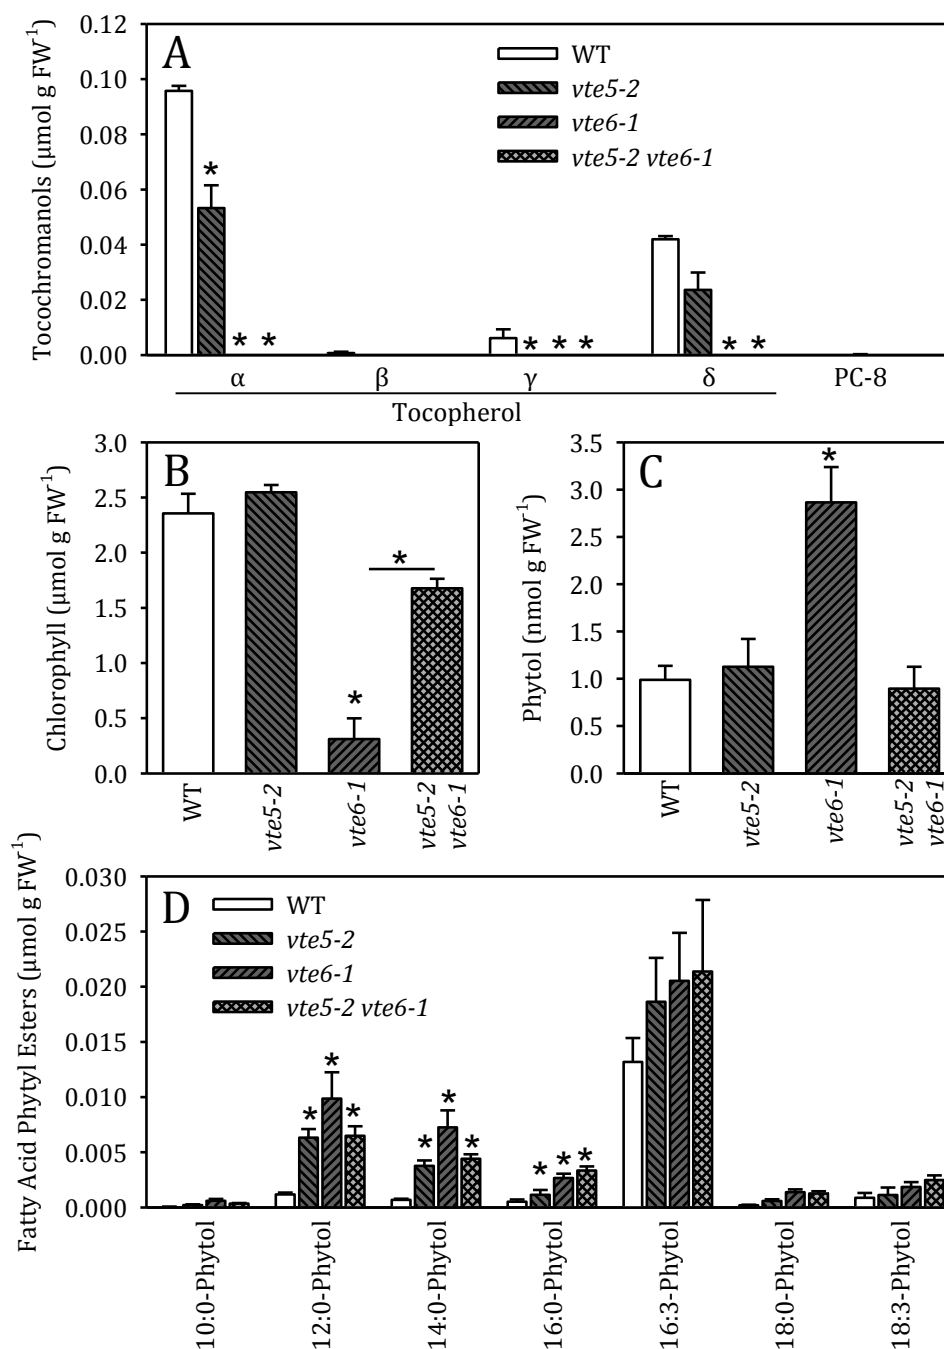 A
Tocochromanols (μmol g FW⁻¹)
0.12
0.10
0.08
0.06
0.04
0.02
0.00
WT
vte5-2
vte6-1
vte5-2 vte6-1
*
* *
* * *
* *
α β γ δ PC-8
Tocopherol
B
Chlorophyll (μmol g FW⁻¹)
3.0
2.5
2.0
1.5
1.0
0.5
0.0
*
*
WT
vte5-2
vte6-1
vte5-2
vte6-1
C
Phytol (nmol g FW⁻¹)
3.5
3.0
2.5
2.0
1.5
1.0
0.5
0.0
*
WT
vte5-2
vte6-1
vte5-2
vte6-1
D
Fatty Acid Phytyl Esters (μmol g FW⁻¹)
0.030
0.025
0.020
0.015
0.010
0.005
0.000
WT
vte5-2
vte6-1
vte5-2 vte6-1
* * *
* * *
* * *
10:0-Phytol
12:0-Phytol
14:0-Phytol
16:0-Phytol
16:3-Phytol
18:0-Phytol
18:3-Phytol